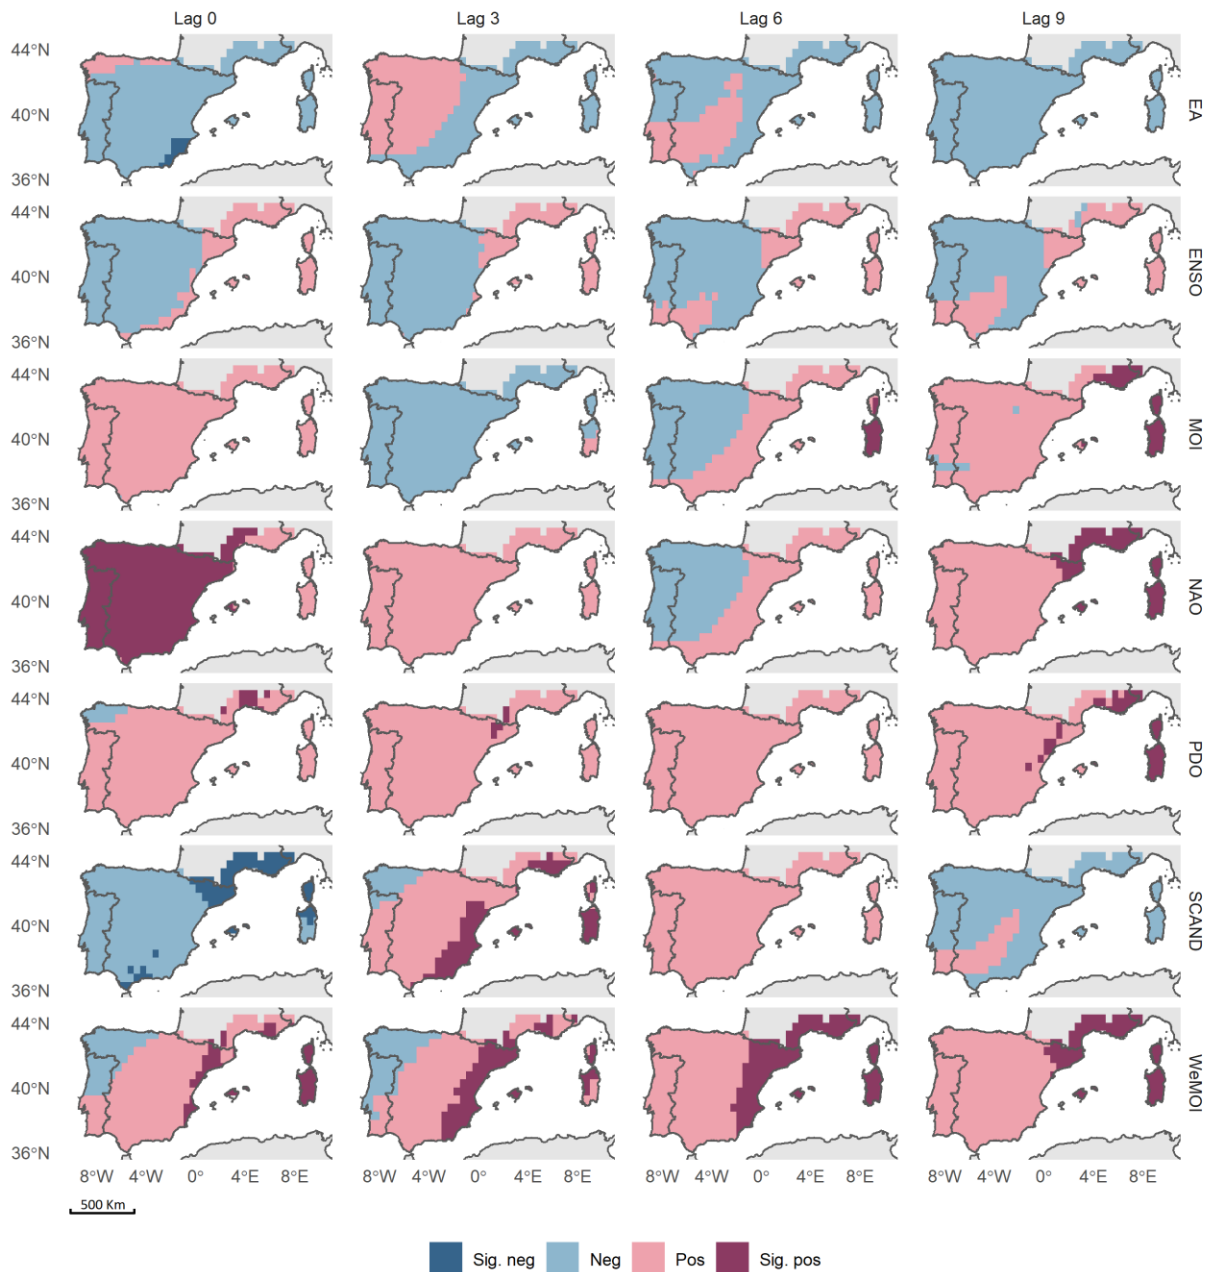 Lag 0 Lag 3 Lag 6 Lag 9
44°N
40°N
36°N
EA
44°N
40°N
36°N
ENSO
44°N
40°N
36°N
MOI
44°N
40°N
36°N
NAO
44°N
40°N
36°N
PDO
44°N
40°N
36°N
SCAND
44°N
40°N
36°N
WeMOI
8°W 4°W 0° 4°E 8°E 8°W 4°W 0° 4°E 8°E 8°W 4°W 0° 4°E 8°E 8°W 4°W 0° 4°E 8°E
500 Km
Sig. neg Neg Pos Sig. pos